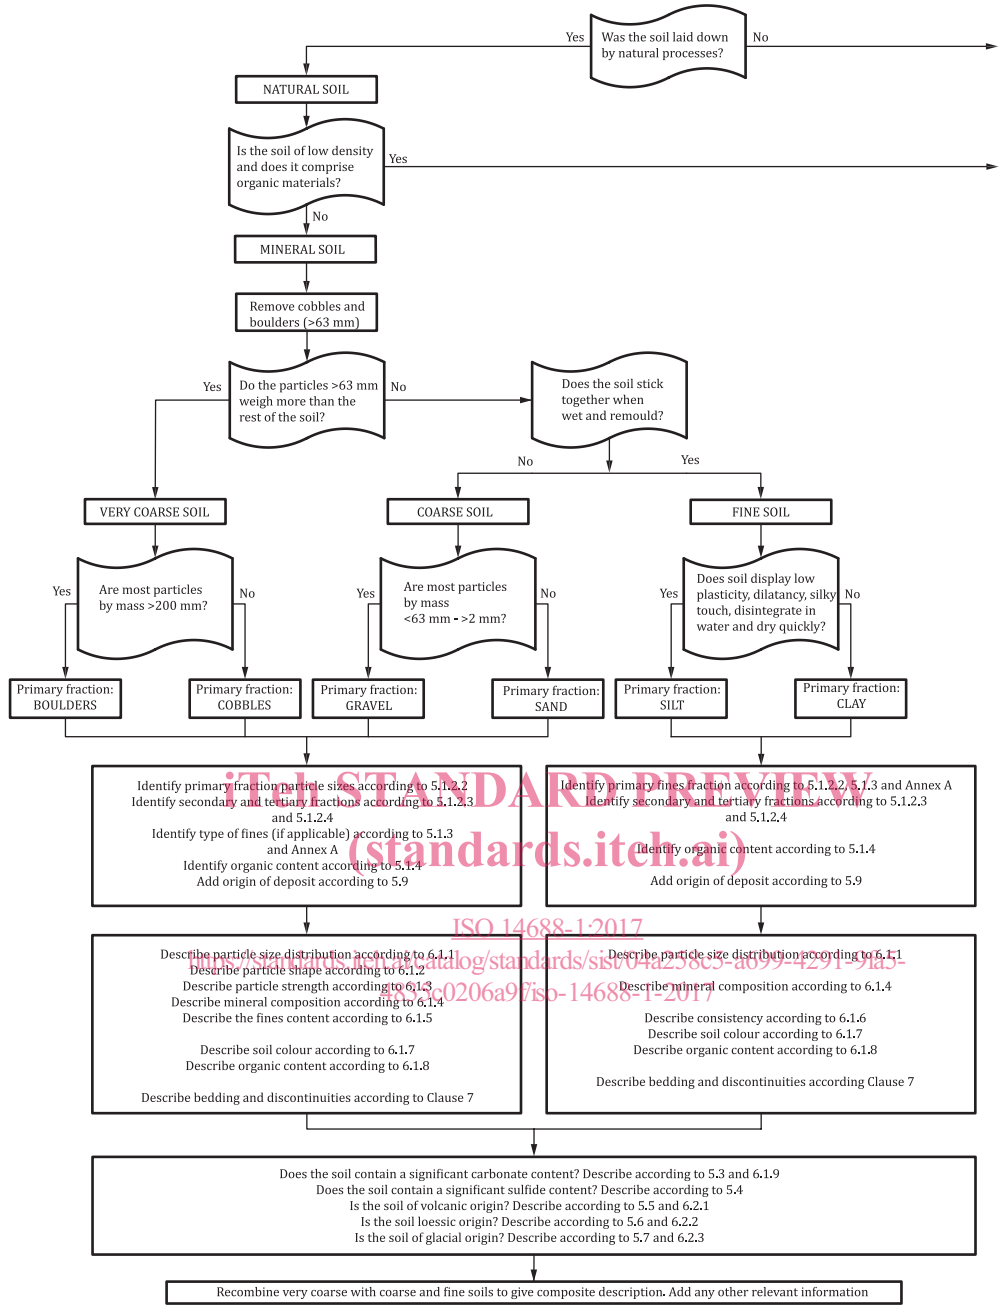 Was the soil laid down
by natural processes?
Yes
No
NATURAL SOIL
Is the soil of low density
and does it comprise
organic materials?
Yes
No
MINERAL SOIL
Remove cobbles and
boulders (>63 mm)
Yes
Do the particles >63 mm
weigh more than the
rest of the soil?
No
Does the soil stick
together when
wet and remould?
No
Yes
VERY COARSE SOIL
COARSE SOIL
FINE SOIL
Yes
Are most particles
by mass >200 mm?
No
Yes
Are most particles
by mass
<63 mm - >2 mm?
No
Yes
Does soil display low
plasticity, dilatancy, silky
touch, disintegrate in
water and dry quickly?
No
Primary fraction:
BOULDERS
Primary fraction:
COBBLES
Primary fraction:
GRAVEL
Primary fraction:
SAND
Primary fraction:
SILT
Primary fraction:
CLAY
Identify primary fraction particle sizes according to 5.1.2.2
Identify secondary and tertiary fractions according to 5.1.2.3
and 5.1.2.4
Identify type of fines (if applicable) according to 5.1.3
and Annex A
Identify organic content according to 5.1.4
Add origin of deposit according to 5.9
Identify primary fines fraction according to 5.1.2.2, 5.1.3 and Annex A
Identify secondary and tertiary fractions according to 5.1.2.3
and 5.1.2.4
Identify organic content according to 5.1.4
Add origin of deposit according to 5.9
iTeh STANDARD PREVIEW
(standards.iteh.ai)
ISO 14688-1:2017
https://standards.iteh.ai/catalog/standards/sist/04a258c5-a699-4291-9fa5-
4835c0206a9f/iso-14688-1-2017
Describe particle size distribution according to 6.1.1
Describe particle shape according to 6.1.2
Describe particle strength according to 6.1.3
Describe mineral composition according to 6.1.4
Describe the fines content according to 6.1.5
Describe soil colour according to 6.1.7
Describe organic content according to 6.1.8
Describe bedding and discontinuities according to Clause 7
Describe particle size distribution according to 6.1.1
Describe mineral composition according to 6.1.4
Describe consistency according to 6.1.6
Describe soil colour according to 6.1.7
Describe organic content according to 6.1.8
Describe bedding and discontinuities according Clause 7
Does the soil contain a significant carbonate content? Describe according to 5.3 and 6.1.9
Does the soil contain a significant sulfide content? Describe according to 5.4
Is the soil of volcanic origin? Describe according to 5.5 and 6.2.1
Is the soil loessic origin? Describe according to 5.6 and 6.2.2
Is the soil of glacial origin? Describe according to 5.7 and 6.2.3
Recombine very coarse with coarse and fine soils to give composite description. Add any other relevant information